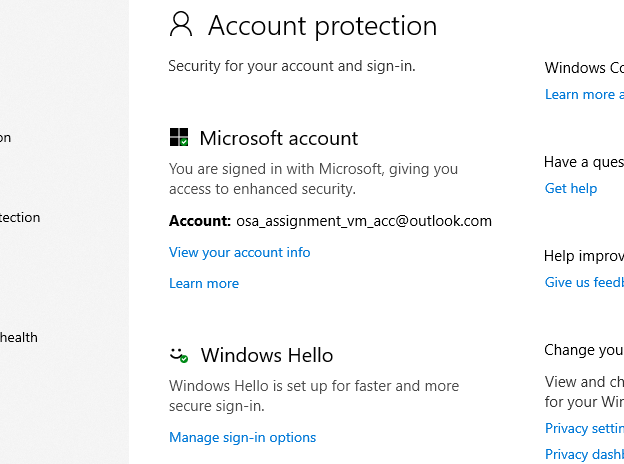 Account protection
Security for your account and sign-in.
Microsoft account
You are signed in with Microsoft, giving you
access to enhanced security.
Account: osa_assignment_vm_acc@outlook.com
View your account info
Learn more
Windows Hello
Windows Hello is set up for faster and more
secure sign-in.
Manage sign-in options
on
tection
health
Windows Co
Learn more a
Have a ques
Get help
Help improv
Give us feedb
Change you
View and ch
for your Win
Privacy settin
Privacy dashb